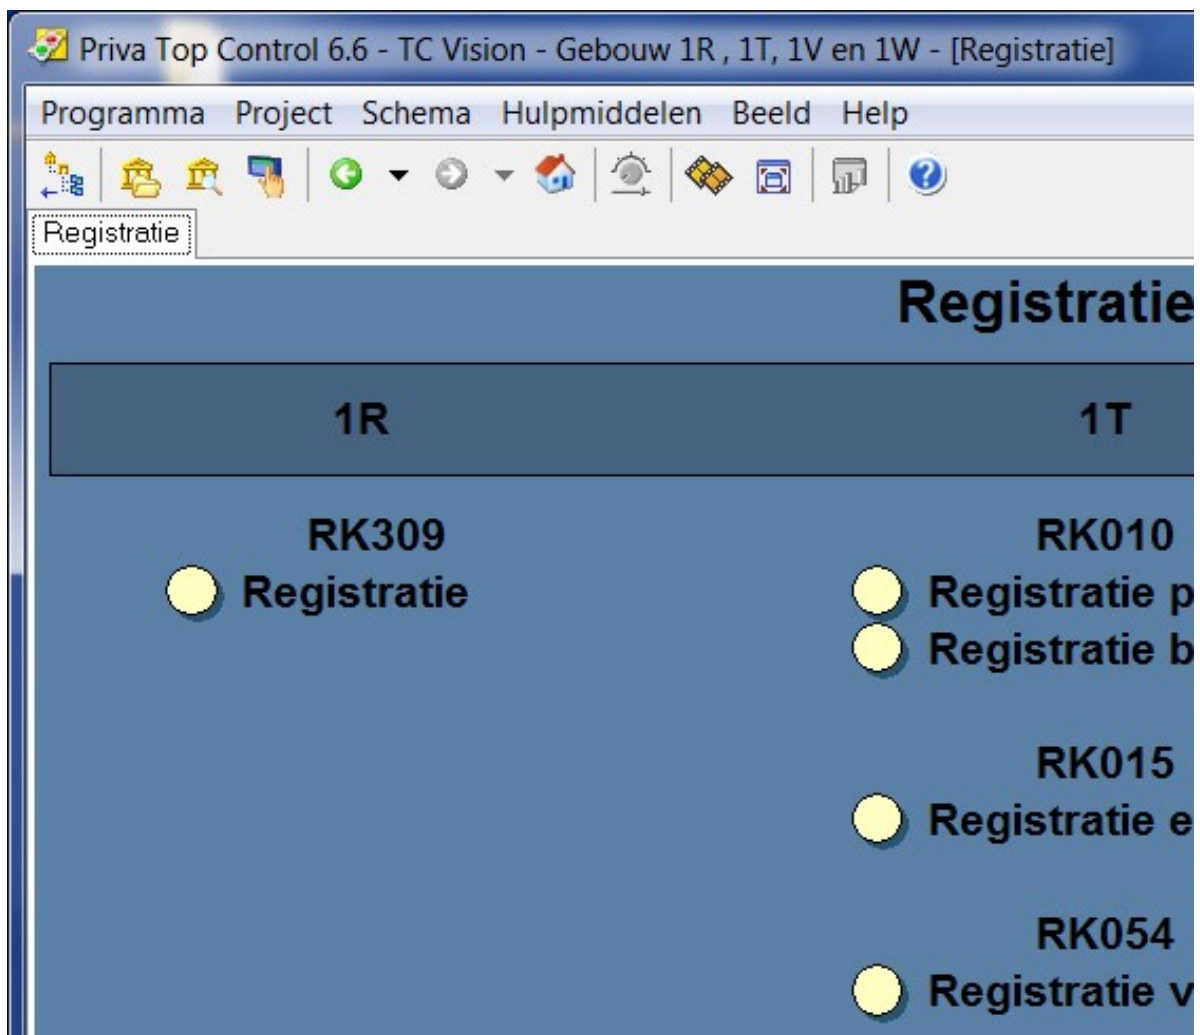 Priva Top Control 6.6 - TC Vision - Gebouw 1R , 1T, 1V en 1W - [Registratie]
Programma Project Schema Hulpmiddelen Beeld Help
Registratie
Registratie
1R 1T
RK309 RK010
Registratie Registratie p
Registratie b
RK015
Registratie e
RK054
Registratie v